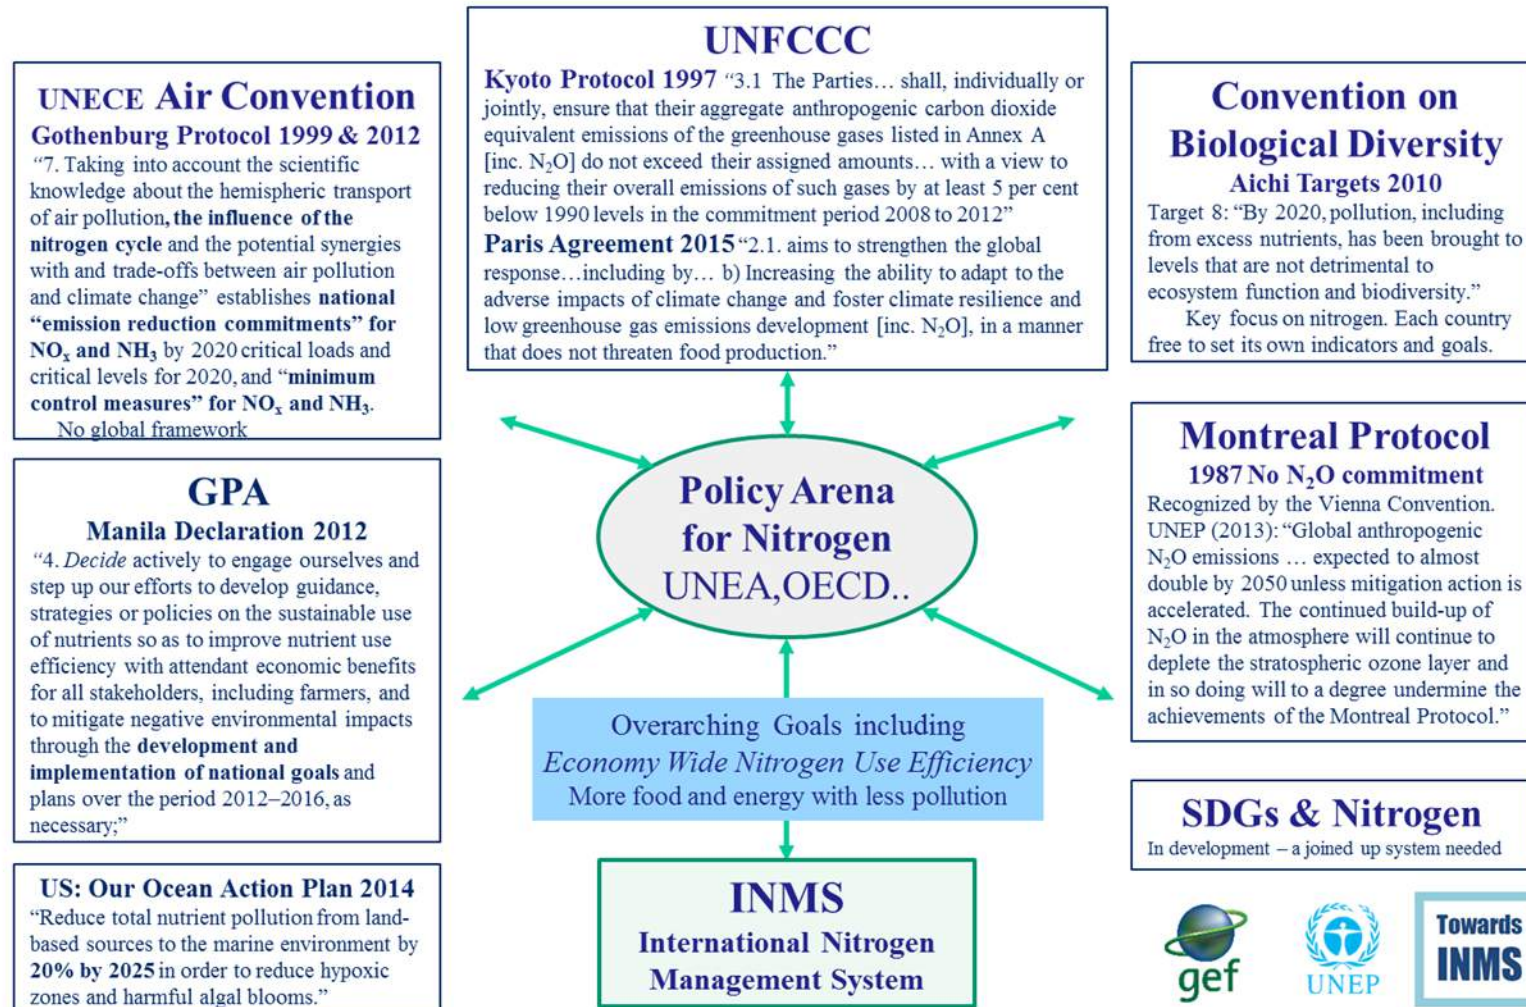 UNFCCC
Kyoto Protocol 1997 “3.1 The Parties… shall, individually or
jointly, ensure that their aggregate anthropogenic carbon dioxide
equivalent emissions of the greenhouse gases listed in Annex A
[inc. N₂O] do not exceed their assigned amounts… with a view to
reducing their overall emissions of such gases by at least 5 per cent
below 1990 levels in the commitment period 2008 to 2012”
Paris Agreement 2015 “2.1. aims to strengthen the global
response…including by… b) Increasing the ability to adapt to the
adverse impacts of climate change and foster climate resilience and
low greenhouse gas emissions development [inc. N₂O], in a manner
that does not threaten food production.”
UNECE Air Convention
Gothenburg Protocol 1999 & 2012
“7. Taking into account the scientific
knowledge about the hemispheric transport
of air pollution, the influence of the
nitrogen cycle and the potential synergies
with and trade-offs between air pollution
and climate change” establishes national
“emission reduction commitments” for
NOₓ and NH₃ by 2020 critical loads and
critical levels for 2020, and “minimum
control measures” for NOₓ and NH₃.
No global framework
GPA
Manila Declaration 2012
“4. Decide actively to engage ourselves and
step up our efforts to develop guidance,
strategies or policies on the sustainable use
of nutrients so as to improve nutrient use
efficiency with attendant economic benefits
for all stakeholders, including farmers, and
to mitigate negative environmental impacts
through the development and
implementation of national goals and
plans over the period 2012–2016, as
necessary;”
US: Our Ocean Action Plan 2014
“Reduce total nutrient pollution from land-
based sources to the marine environment by
20% by 2025 in order to reduce hypoxic
zones and harmful algal blooms.”
Policy Arena
for Nitrogen
UNEA,OECD..
Overarching Goals including
Economy Wide Nitrogen Use Efficiency
More food and energy with less pollution
INMS
International Nitrogen
Management System
Convention on
Biological Diversity
Aichi Targets 2010
Target 8: “By 2020, pollution, including
from excess nutrients, has been brought to
levels that are not detrimental to
ecosystem function and biodiversity.”
Key focus on nitrogen. Each country
free to set its own indicators and goals.
Montreal Protocol
1987 No N₂O commitment
Recognized by the Vienna Convention.
UNEP (2013): “Global anthropogenic
N₂O emissions … expected to almost
double by 2050 unless mitigation action is
accelerated. The continued build-up of
N₂O in the atmosphere will continue to
deplete the stratospheric ozone layer and
in so doing will to a degree undermine the
achievements of the Montreal Protocol.”
SDGs & Nitrogen
In development – a joined up system needed
gef
UNEP
Towards
INMS